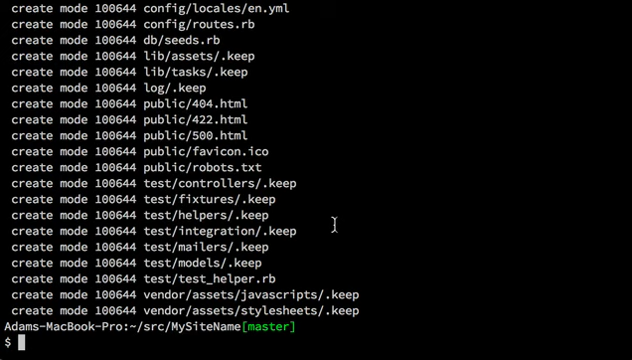 create mode 100644 config/locales/en.yml
create mode 100644 config/routes.rb
create mode 100644 db/seeds.rb
create mode 100644 lib/assets/.keep
create mode 100644 lib/tasks/.keep
create mode 100644 log/.keep
create mode 100644 public/404.html
create mode 100644 public/422.html
create mode 100644 public/500.html
create mode 100644 public/favicon.ico
create mode 100644 public/robots.txt
create mode 100644 test/controllers/.keep
create mode 100644 test/fixtures/.keep
create mode 100644 test/helpers/.keep
create mode 100644 test/integration/.keep
create mode 100644 test/mailers/.keep
create mode 100644 test/models/.keep
create mode 100644 test/test_helper.rb
create mode 100644 vendor/assets/javascripts/.keep
create mode 100644 vendor/assets/stylesheets/.keep
Adams-MacBook-Pro:~/src/MySiteName[master]
$